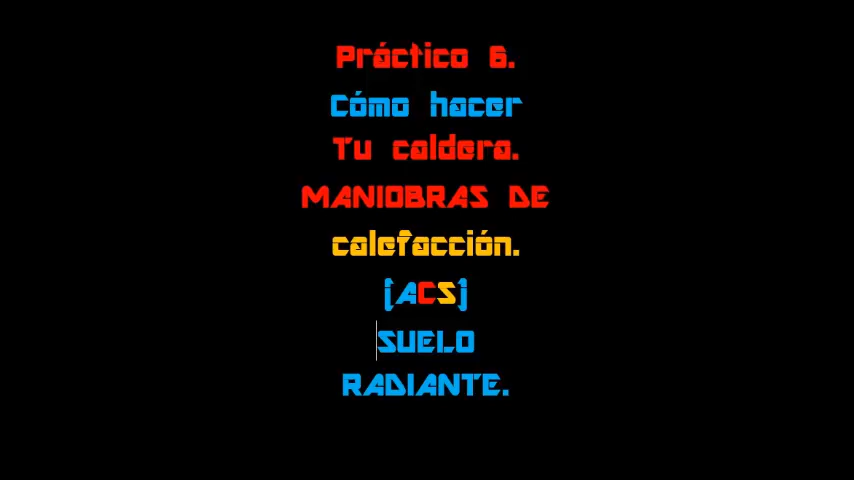 Práctico 6.
Cómo hacer
Tu caldera.
MANIOBRAS DE
calefacción.
(ACS)
SUELO
RADIANTE.